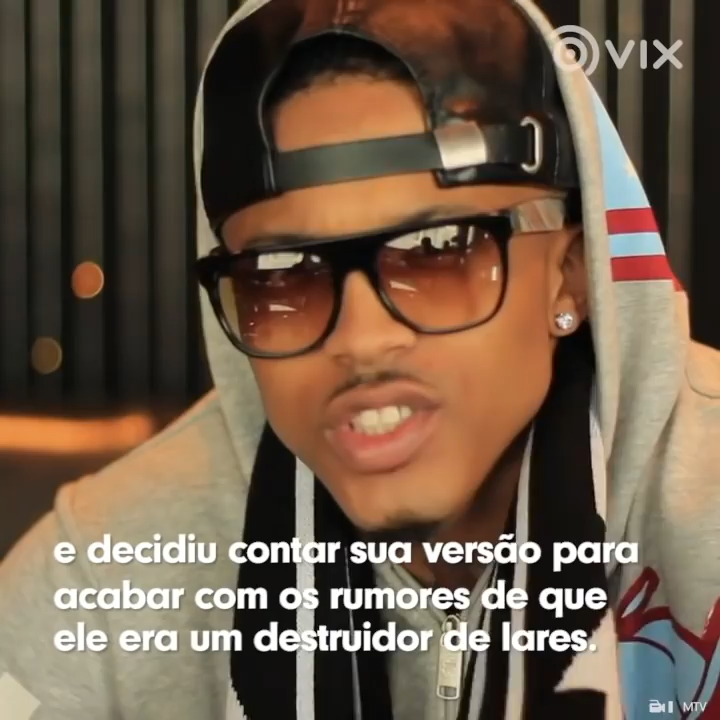 VIX
e decidiu contar sua versão para
acabar com os rumores de que
ele era um destruidor de lares.
MTV